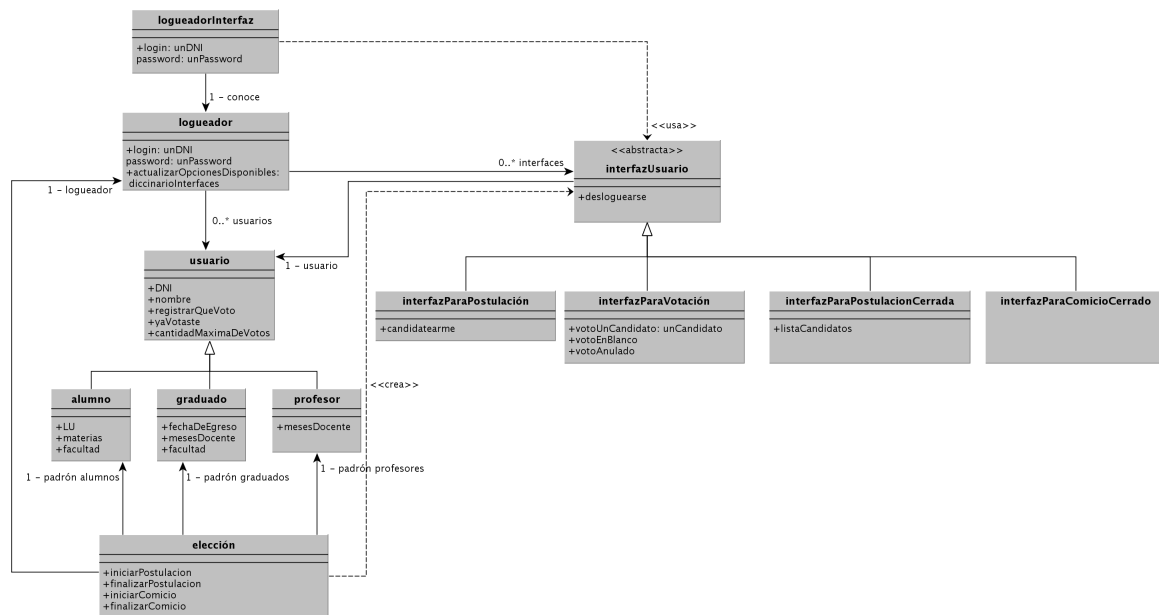 logueadorInterfaz
+login: unDNI
password: unPassword
1 - conoce
<<usa>>
logueador
+login: unDNI
password: unPassword
+actualizarOpcionesDisponibles:
diccinarioInterfaces
0..* interfaces
<<abstracta>>
interfazUsuario
+desloguearse
1 - logueador
0..* usuarios
1 - usuario
usuario
+DNI
+nombre
+registrarQueVoto
+yaVotaste
+cantidadMaximaDeVotos
interfazParaPostulación
+candidatearme
interfazParaVotación
+votoUnCandidato: unCandidato
+votoEnBlanco
+votoAnulado
interfazParaPostulacionCerrada
+listaCandidatos
interfazParaComicioCerrado
<<crea>>
alumno
+LU
+materias
+facultad
graduado
+fechaDeEgreso
+mesesDocente
+facultad
profesor
+mesesDocente
1 - padrón alumnos
1 - padrón graduados
1 - padrón profesores
elección
+iniciarPostulacion
+finalizarPostulacion
+iniciarComicio
+finalizarComicio